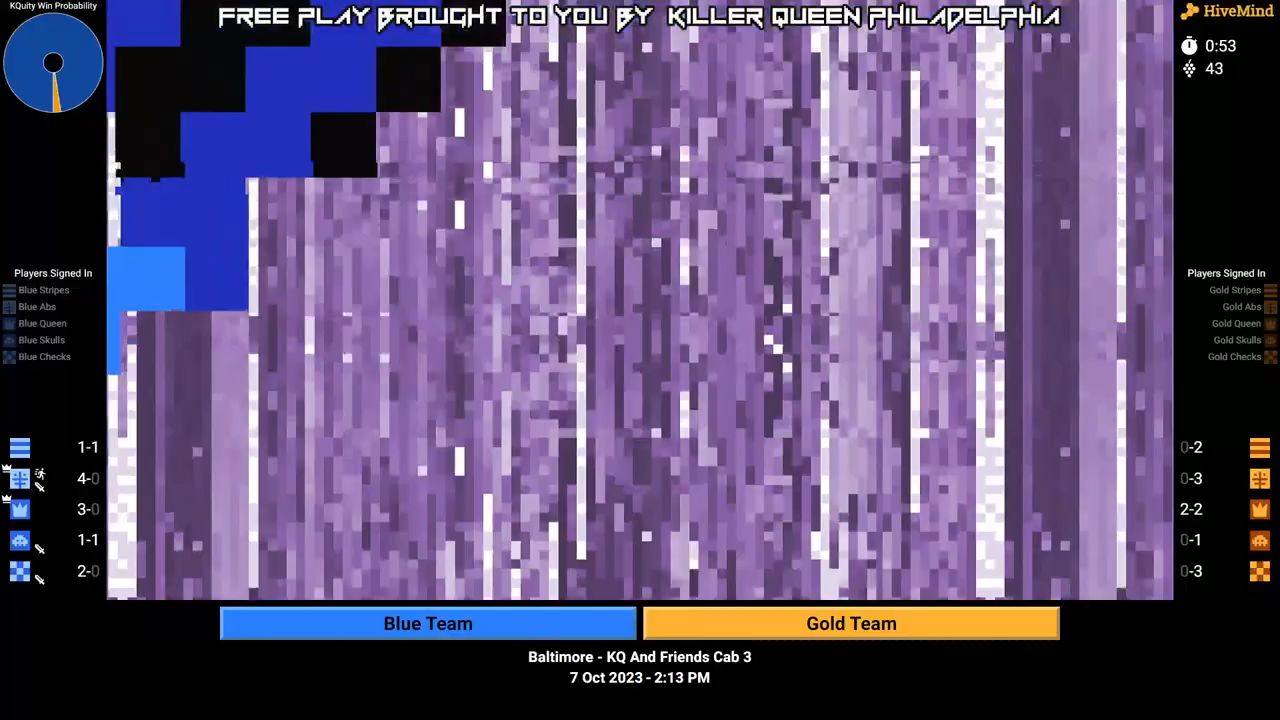 KQuity Win Probability
FREE PLAY BROUGHT TO YOU BY KILLER QUEEN PHILADELPHIA
HiveMind
0:53
43
Players Signed In
Blue Stripes
Blue Abs
Blue Queen
Blue Skulls
Blue Checks
Players Signed In
Gold Stripes
Gold Abs
Gold Queen
Gold Skulls
Gold Checks
1-1
4-0
3-0
1-1
2-0
0-2
0-3
2-2
0-1
0-3
Blue Team
Gold Team
Baltimore - KQ And Friends Cab 3
7 Oct 2023 - 2:13 PM